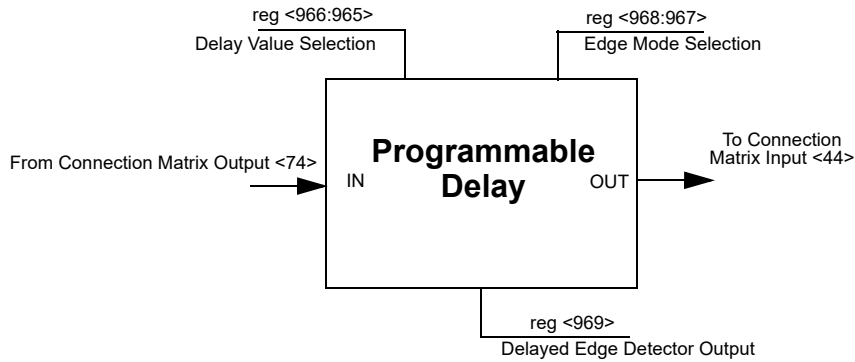 reg <966:965>
Delay Value Selection
reg <968:967>
Edge Mode Selection
From Connection Matrix Output <74>
IN
Programmable
Delay
OUT
To Connection
Matrix Input <44>
reg <969>
Delayed Edge Detector Output